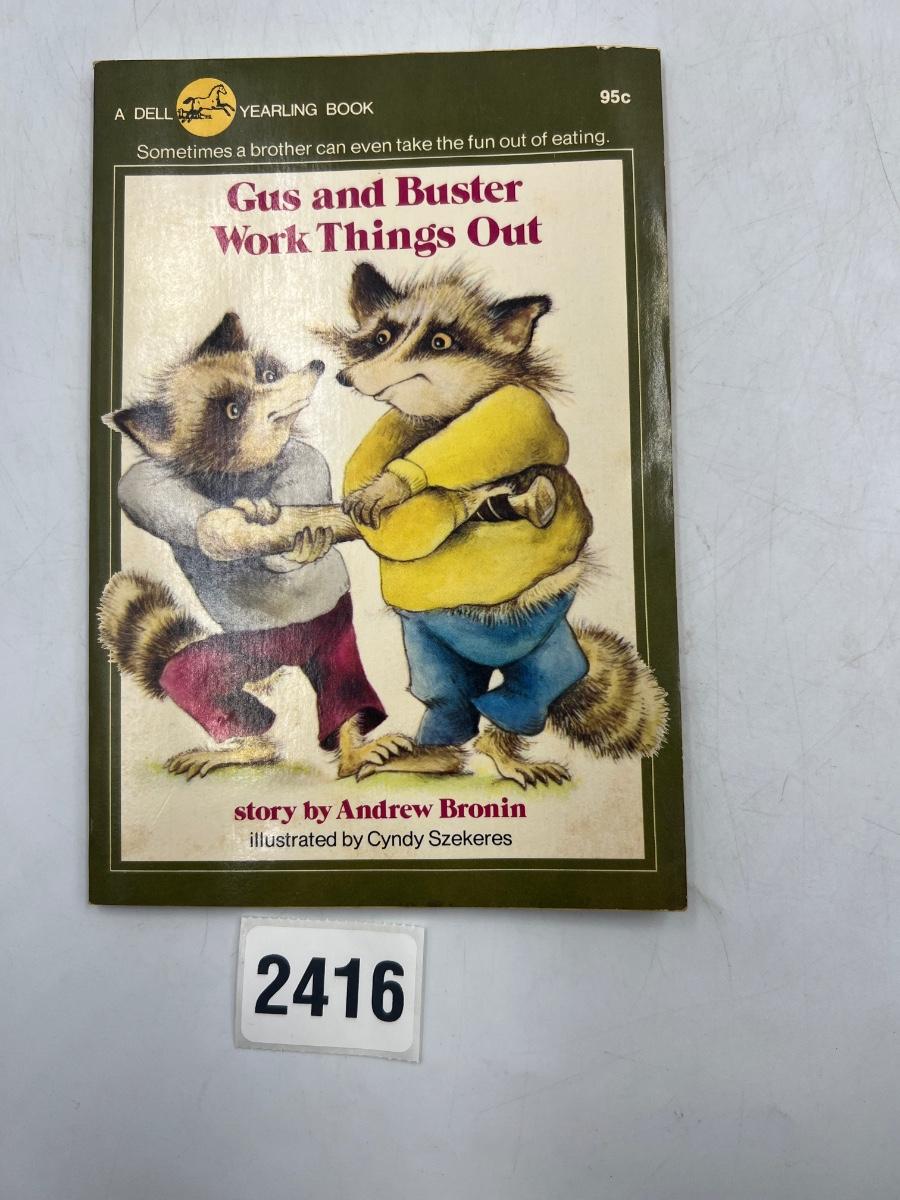 A DELL YEARLING BOOK
95c
Sometimes a brother can even take the fun out of eating.
Gus and Buster
Work Things Out
story by Andrew Bronin
illustrated by Cyndy Szekeres
2416